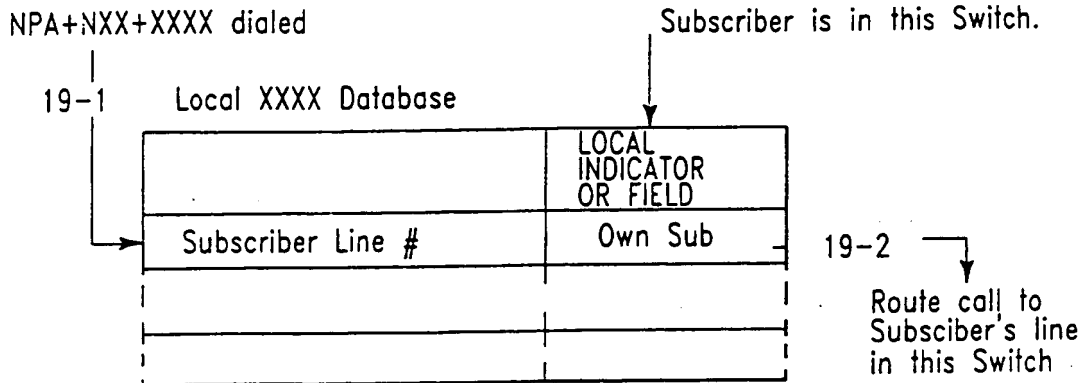 NPA+NXX+XXXX dialed
Subscriber is in this Switch.
19-1
Local XXXX Database
LOCAL
INDICATOR
OR FIELD
Subscriber Line #
Own Sub
19-2
Route call to
Subsciber's line
in this Switch